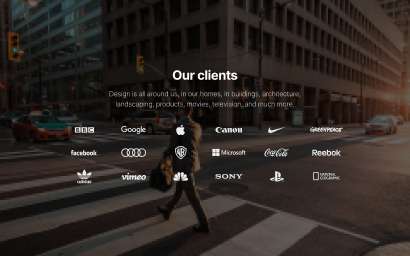 Our clients
Design is all around us, in our homes, in buildings, architecture,
landscaping, products, movies, television, and much more.
BBC Google Canon GREENPEACE
facebook WB Microsoft Coca-Cola Reebok
adidas vimeo SONY NATIONAL GEOGRAPHIC